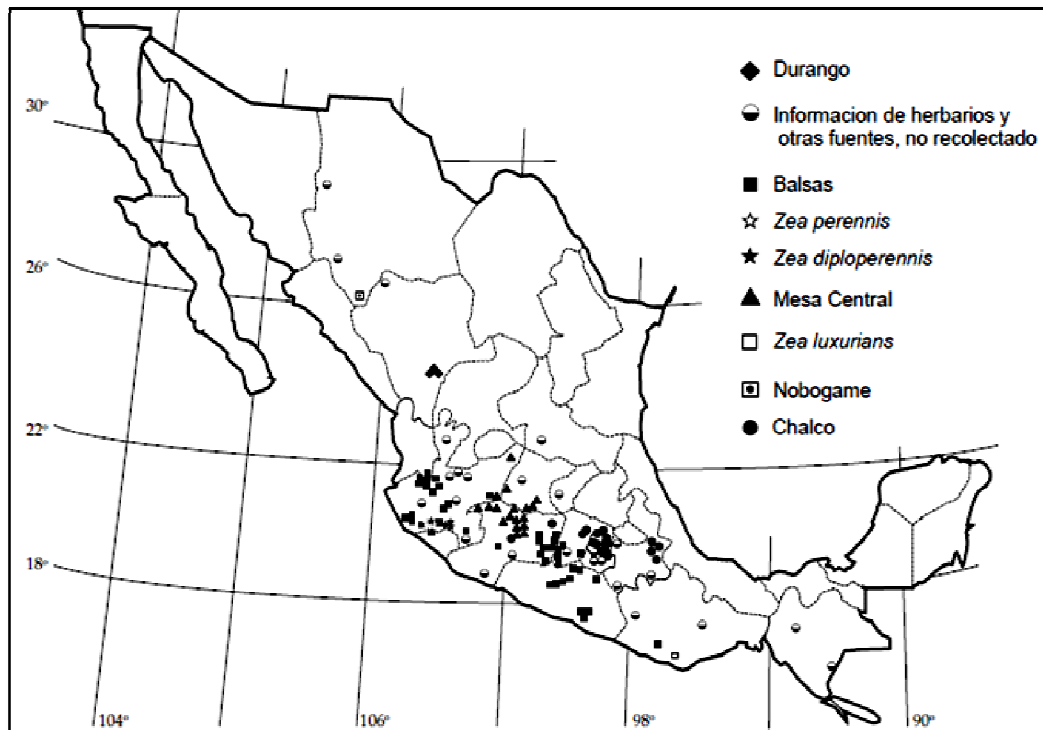 Durango
Informacion de herbarios y
otras fuentes, no recolectado
Balsas
Zea perennis
Zea diploperennis
Mesa Central
Zea luxurians
Nobogame
Chalco
30°
26°
22°
18°
104°
106°
98°
90°